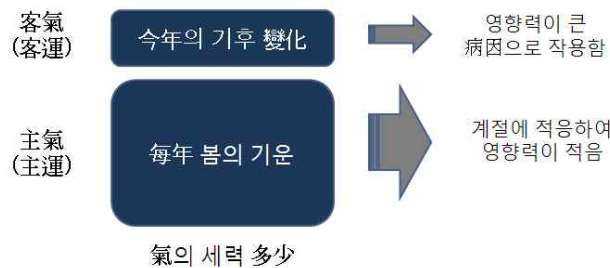 客氣
(客運)
今年의 기후 變化
영향력이 큰
病因으로 작용함
主氣
(主運)
每年 봄의 기운
계절에 적응하여
영향력이 적음
氣의 세력 多少